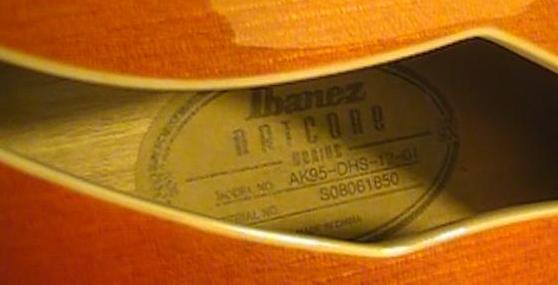 Ibanez
ARTCORE
SERIES
MODEL NO. AK95-DHS-12-01
SERIAL NO. S08061850
MADE IN CHINA